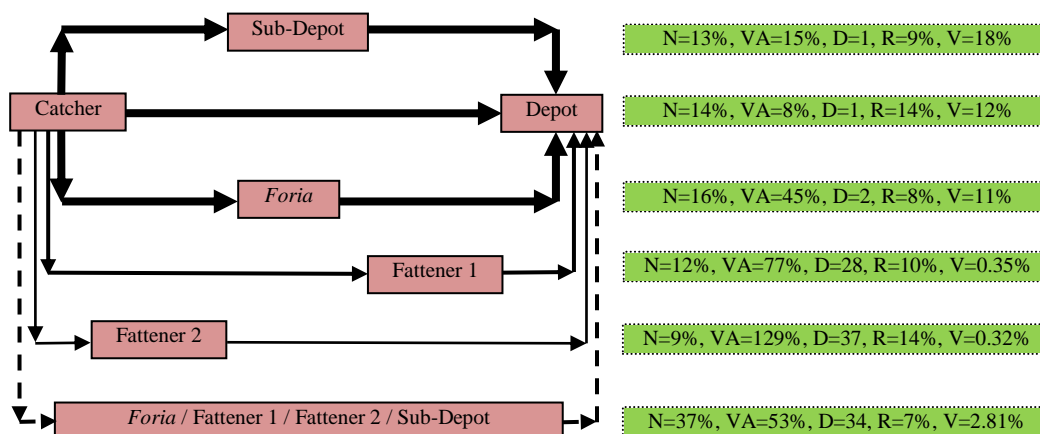 Sub-Depot
N=13%, VA=15%, D=1, R=9%, V=18%
Catcher
Depot
N=14%, VA=8%, D=1, R=14%, V=12%
Foria
N=16%, VA=45%, D=2, R=8%, V=11%
Fattener 1
N=12%, VA=77%, D=28, R=10%, V=0.35%
Fattener 2
N=9%, VA=129%, D=37, R=14%, V=0.32%
Foria / Fattener 1 / Fattener 2 / Sub-Depot
N=37%, VA=53%, D=34, R=7%, V=2.81%